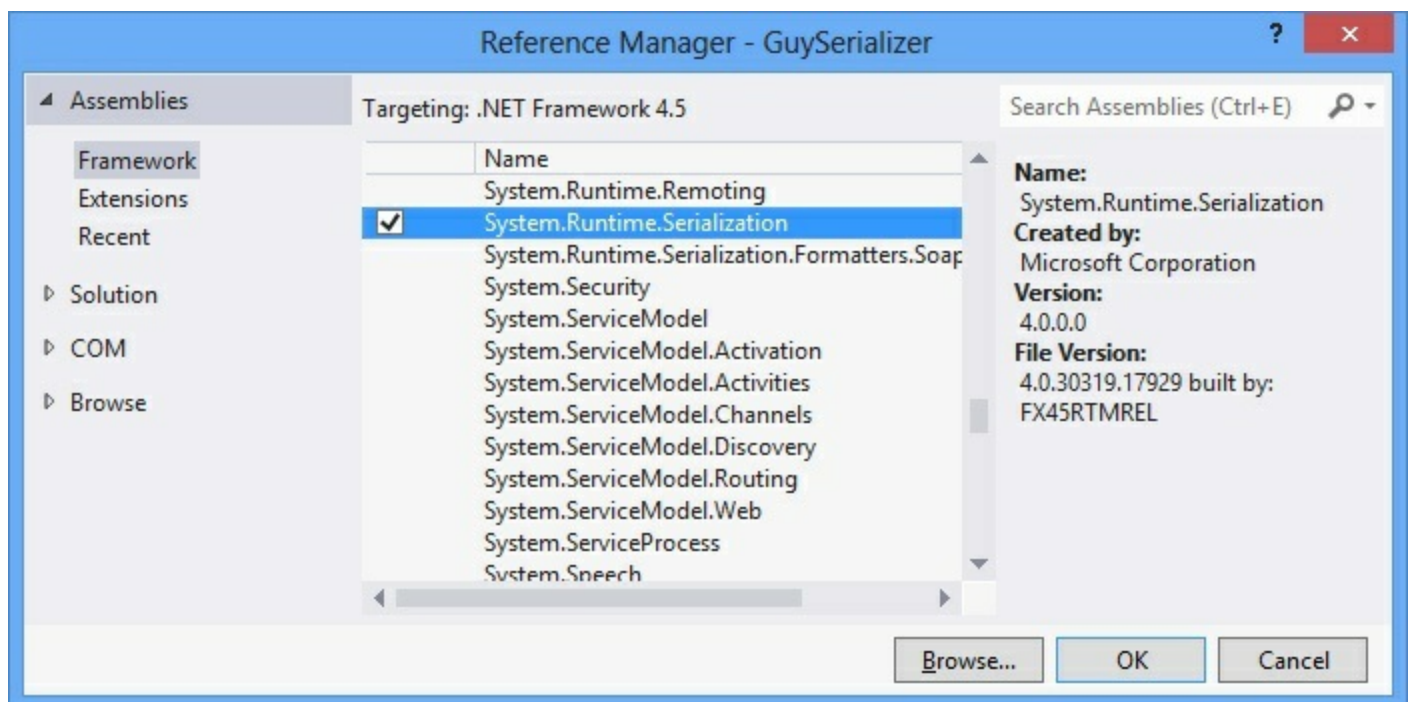 Reference Manager - GuySerializer
?
Assemblies
Framework
Extensions
Recent
Solution
COM
Browse
Targeting: .NET Framework 4.5
Name
System.Runtime.Remoting
System.Runtime.Serialization
System.Runtime.Serialization.Formatters.Soap
System.Security
System.ServiceModel
System.ServiceModel.Activation
System.ServiceModel.Activities
System.ServiceModel.Channels
System.ServiceModel.Discovery
System.ServiceModel.Routing
System.ServiceModel.Web
System.ServiceProcess
System.Speech
Search Assemblies (Ctrl+E)
Name:
System.Runtime.Serialization
Created by:
Microsoft Corporation
Version:
4.0.0.0
File Version:
4.0.30319.17929 built by:
FX45RTMREL
Browse...
OK
Cancel